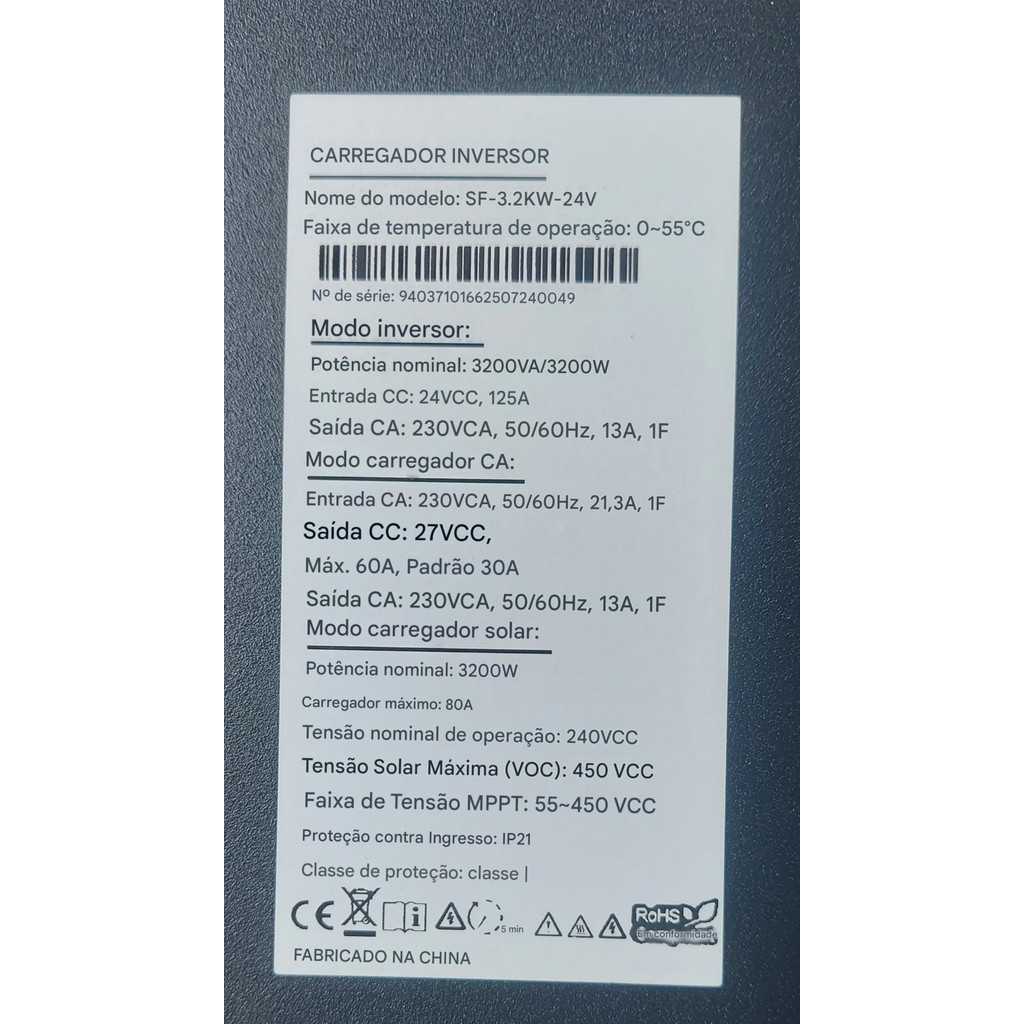 CARREGADOR INVERSOR
Nome do modelo: SF-3.2KW-24V
Faixa de temperatura de operação: 0~55°C
Nº de série: 94037101662507240049
Modo inversor:
Potência nominal: 3200VA/3200W
Entrada CC: 24VCC, 125A
Saída CA: 230VCA, 50/60Hz, 13A, 1F
Modo carregador CA:
Entrada CA: 230VCA, 50/60Hz, 21,3A, 1F
Saída CC: 27VCC,
Máx. 60A, Padrão 30A
Saída CA: 230VCA, 50/60Hz, 13A, 1F
Modo carregador solar:
Potência nominal: 3200W
Carregador máximo: 80A
Tensão nominal de operação: 240VCC
Tensão Solar Máxima (VOC): 450 VCC
Faixa de Tensão MPPT: 55~450 VCC
Proteção contra Ingresso: IP21
Classe de proteção: classe |
CE i 5 min RoHS
Em conformidade
FABRICADO NA CHINA